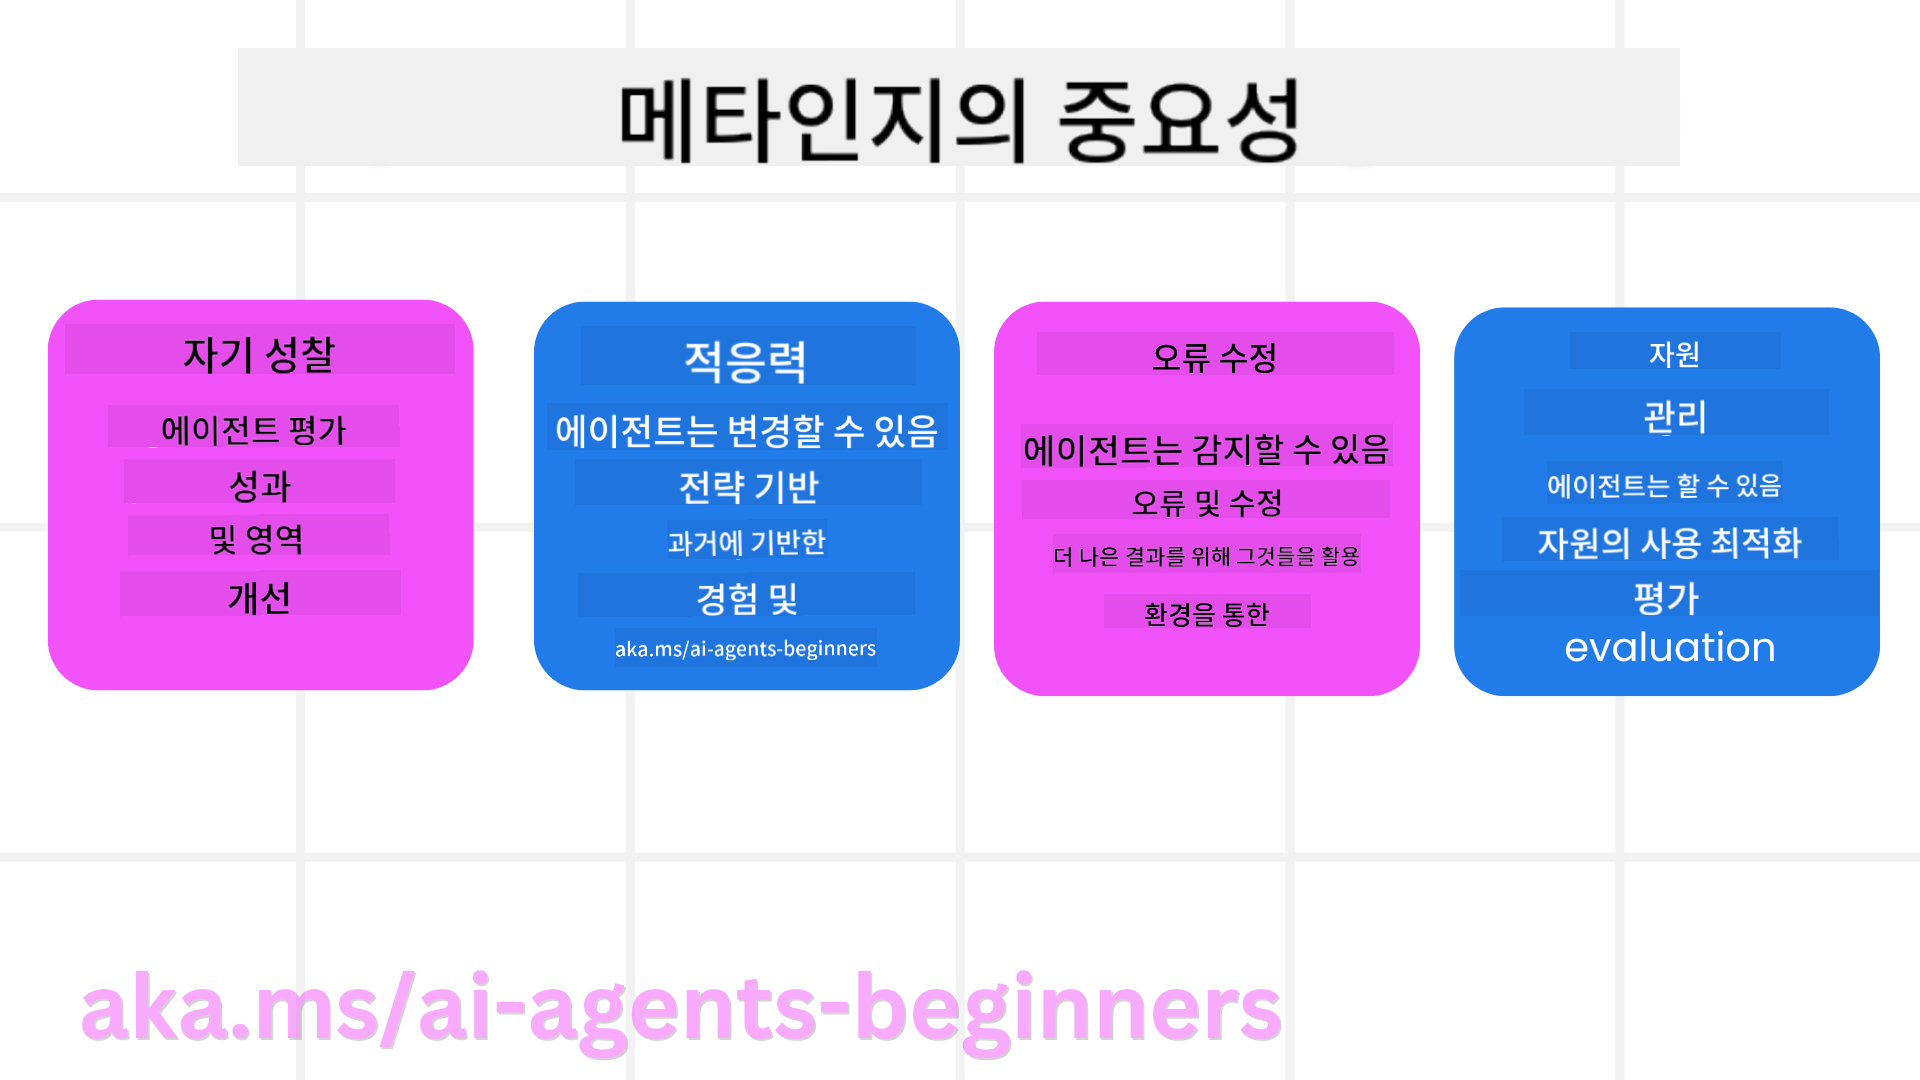 메타인지의 중요성
자기 성찰
에이전트 평가
성과
및 영역
개선
적응력
에이전트는 변경할 수 있음
전략 기반
과거에 기반한
경험 및
aka.ms/ai-agents-beginners
오류 수정
에이전트는 감지할 수 있음
오류 및 수정
더 나은 결과를 위해 그것들을 활용
환경을 통한
자원
관리
에이전트는 할 수 있음
자원의 사용 최적화
평가
evaluation
aka.ms/ai-agents-beginners